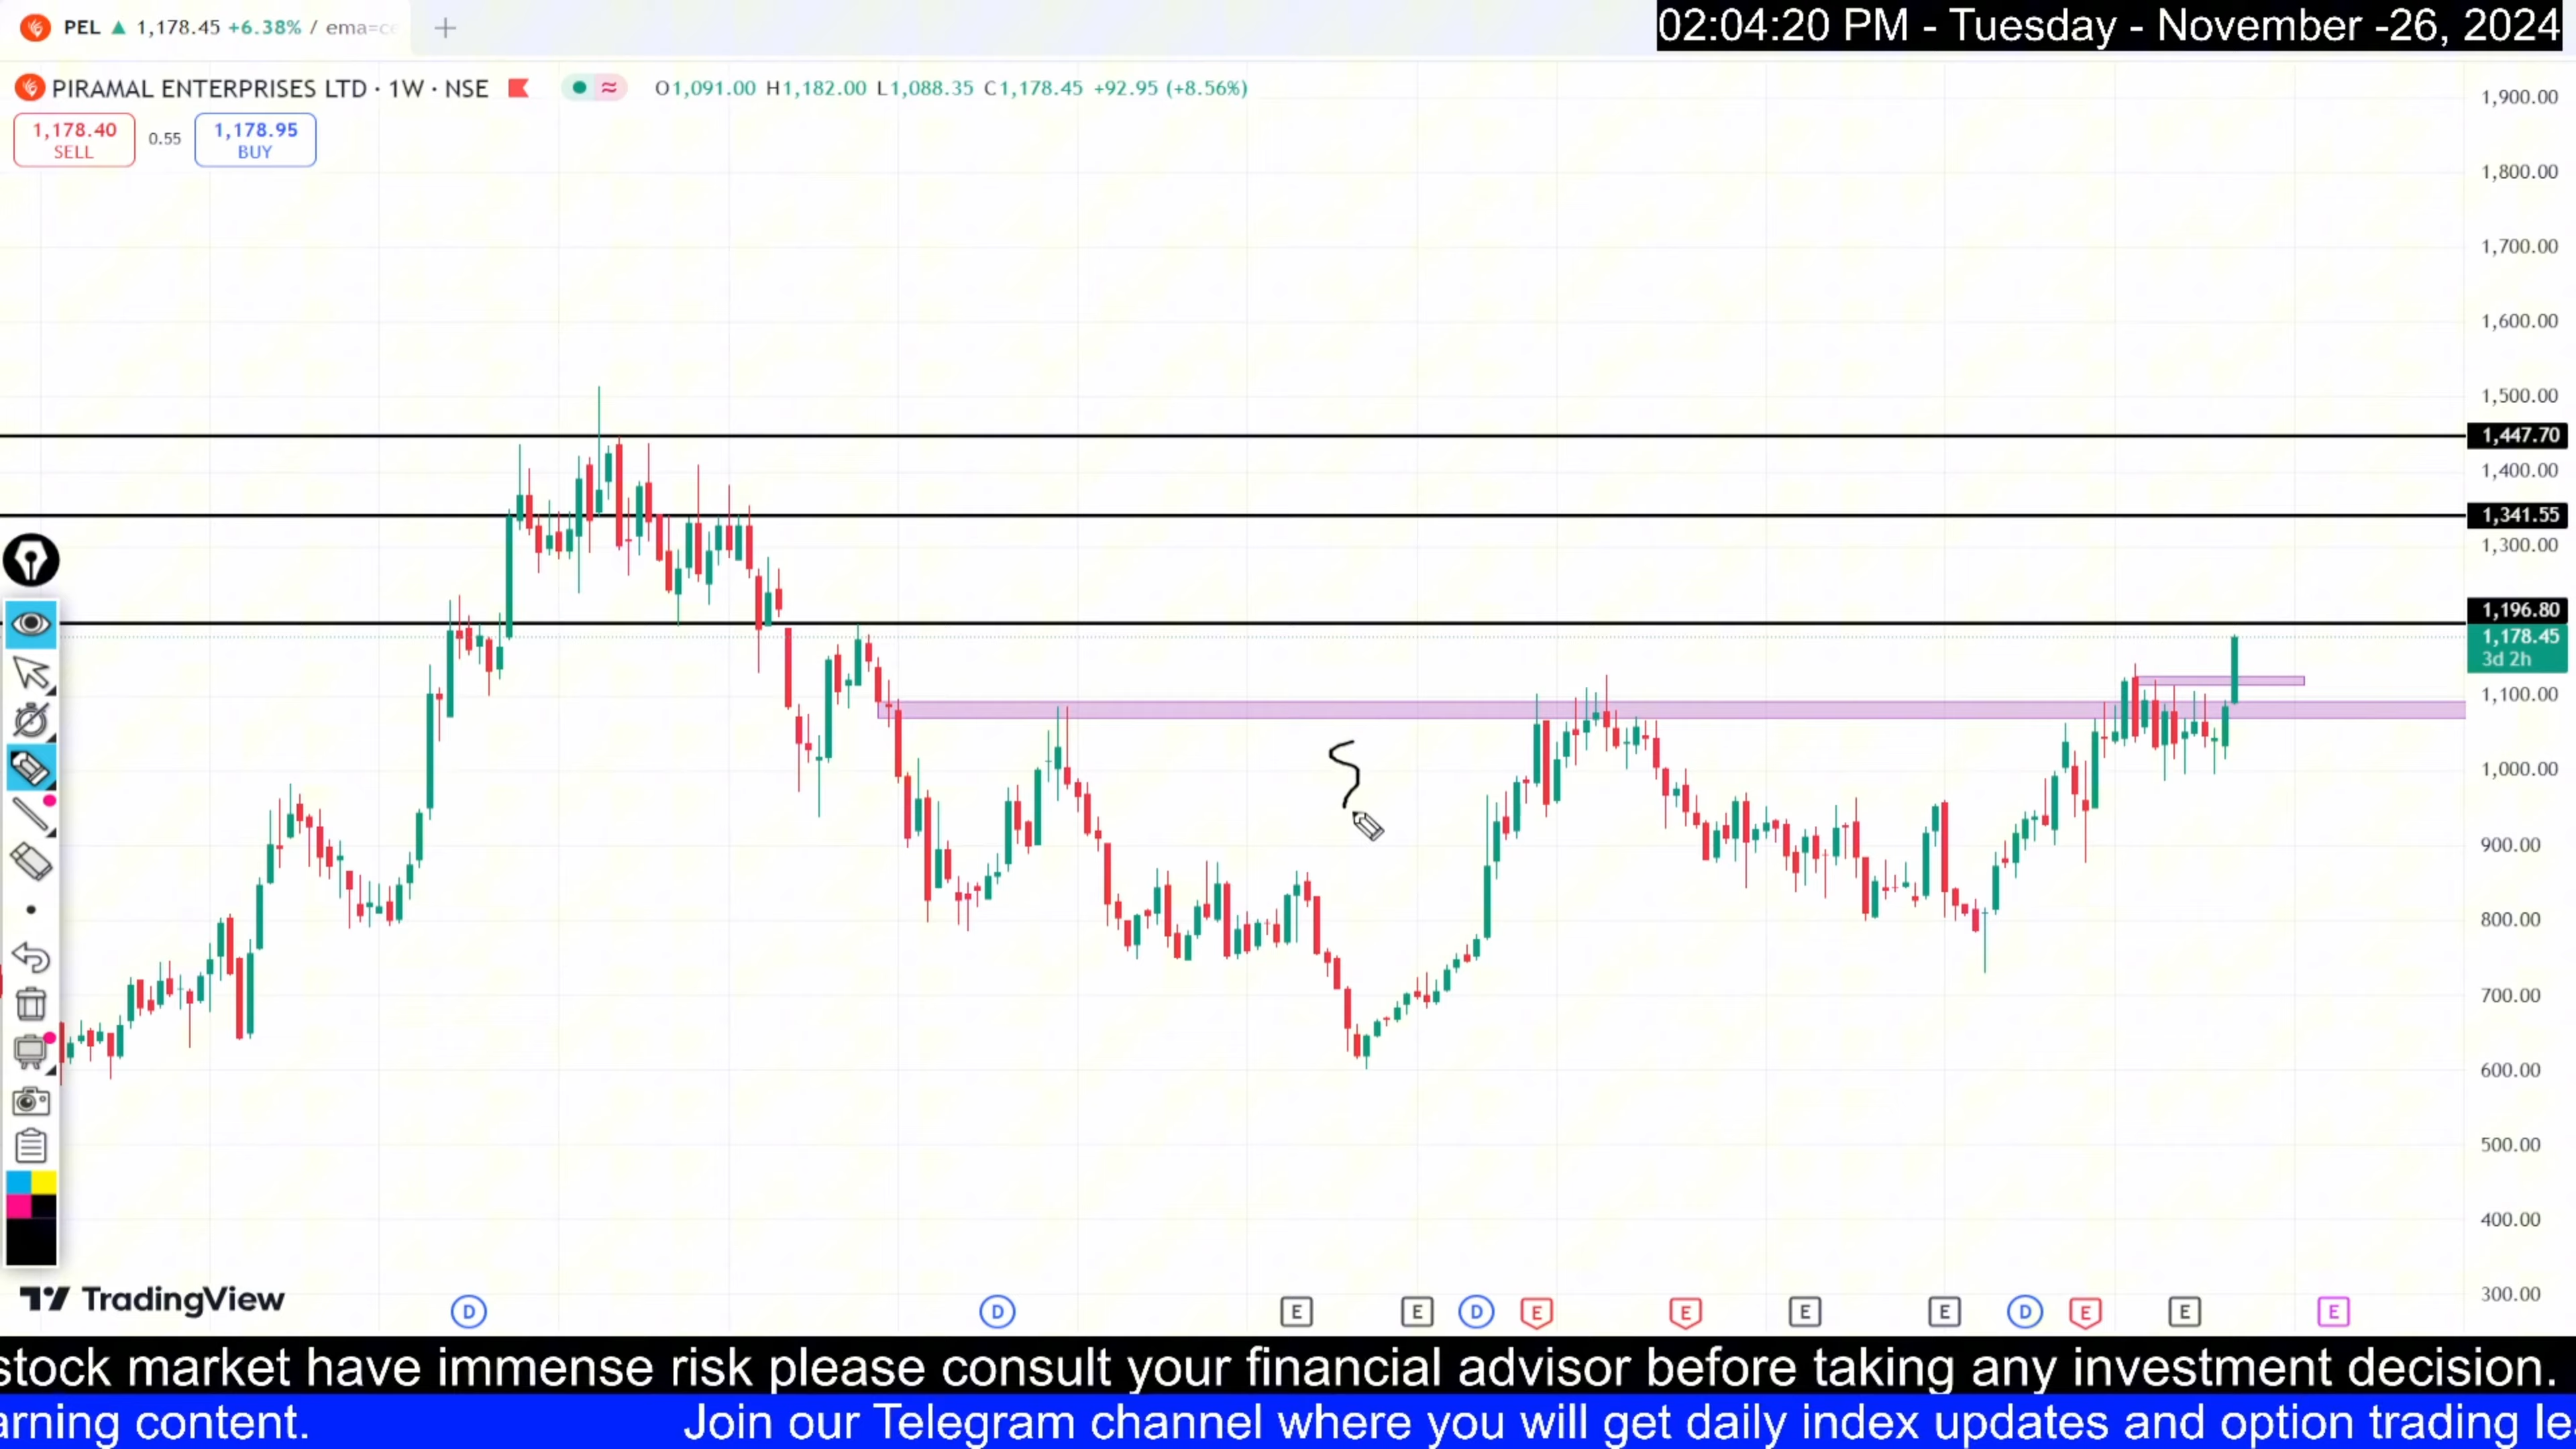 PEL ▲ 1,178.45 +6.38% / ema=c
02:04:20 PM - Tuesday - November -26, 2024
PIRAMAL ENTERPRISES LTD · 1W · NSE
O1,091.00 H1,182.00 L1,088.35 C1,178.45 +92.95 (+8.56%)
1,178.40
SELL
0.55
1,178.95
BUY
1,900.00
1,800.00
1,700.00
1,600.00
1,500.00
1,447.70
1,400.00
1,341.55
1,300.00
1,196.80
1,178.45
3d 2h
1,100.00
1,000.00
900.00
800.00
700.00
600.00
500.00
400.00
300.00
TradingView
D D E E D E E E E D E E E
stock market have immense risk please consult your financial advisor before taking any investment decision.
arning content. Join our Telegram channel where you will get daily index updates and option trading le